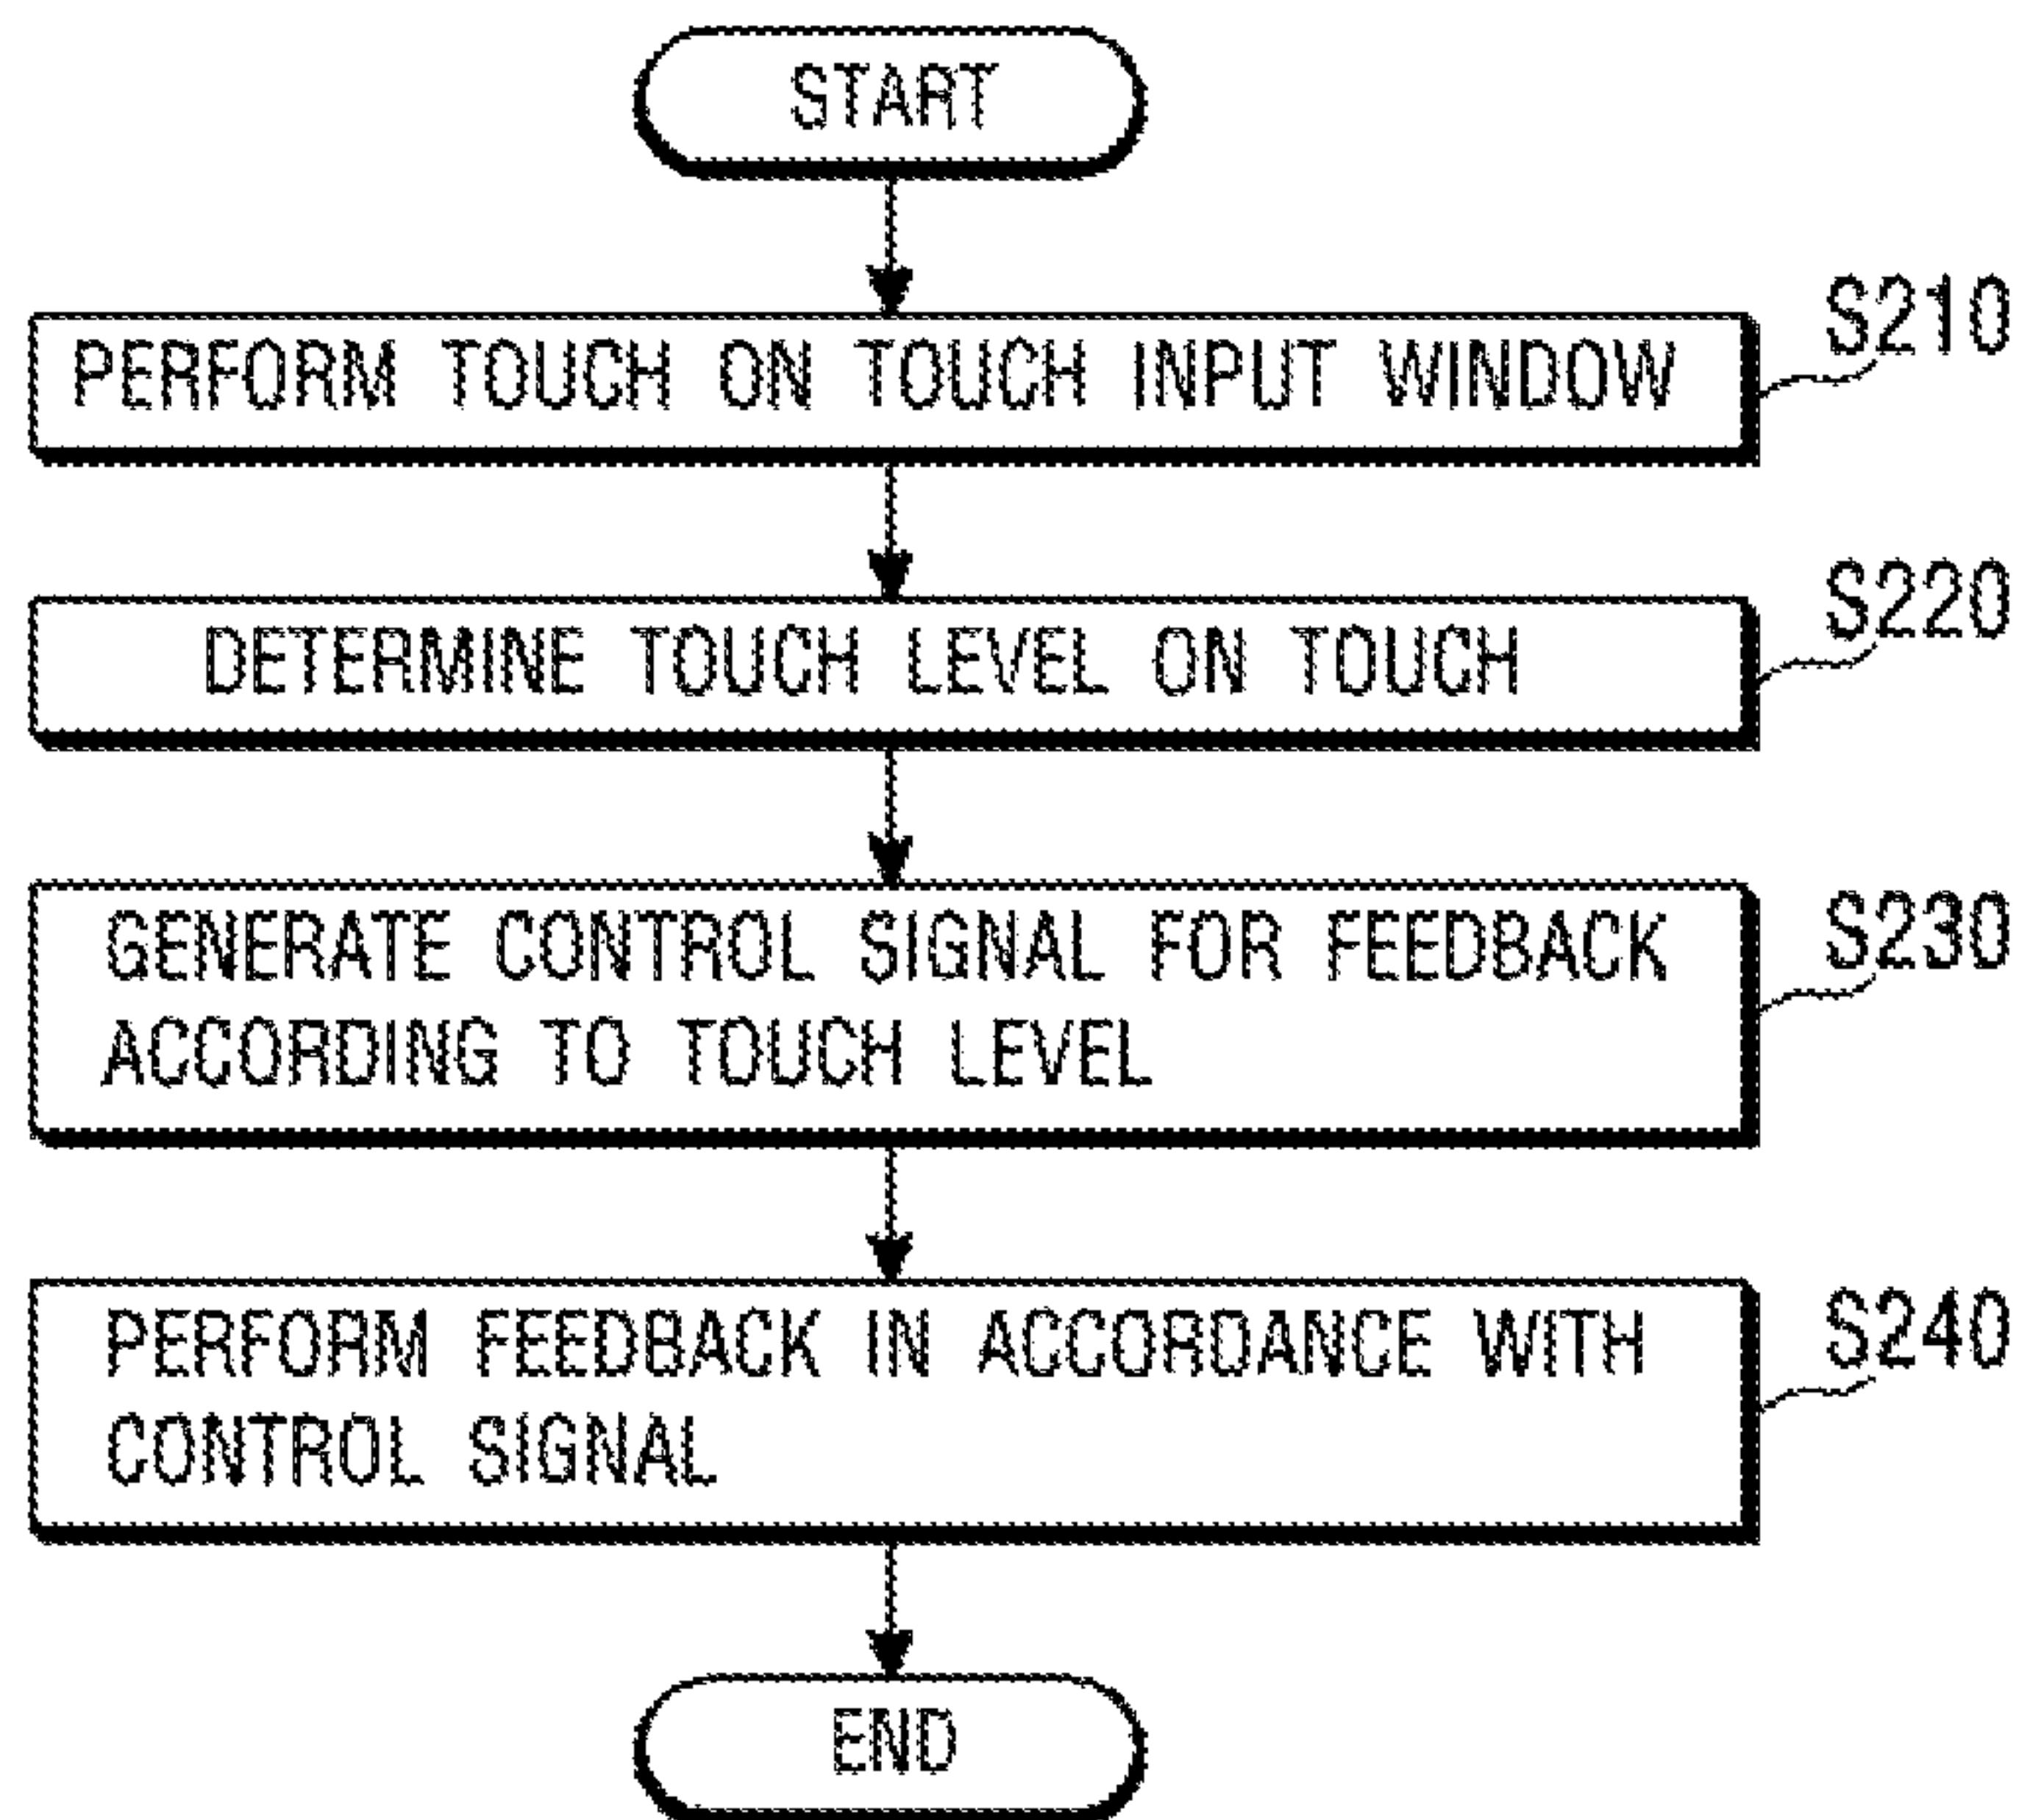 START
S210
PERFORM TOUCH ON TOUCH INPUT WINDOW
S220
DETERMINE TOUCH LEVEL ON TOUCH
S230
GENERATE CONTROL SIGNAL FOR FEEDBACK
ACCORDING TO TOUCH LEVEL
S240
PERFORM FEEDBACK IN ACCORDANCE WITH
CONTROL SIGNAL
END